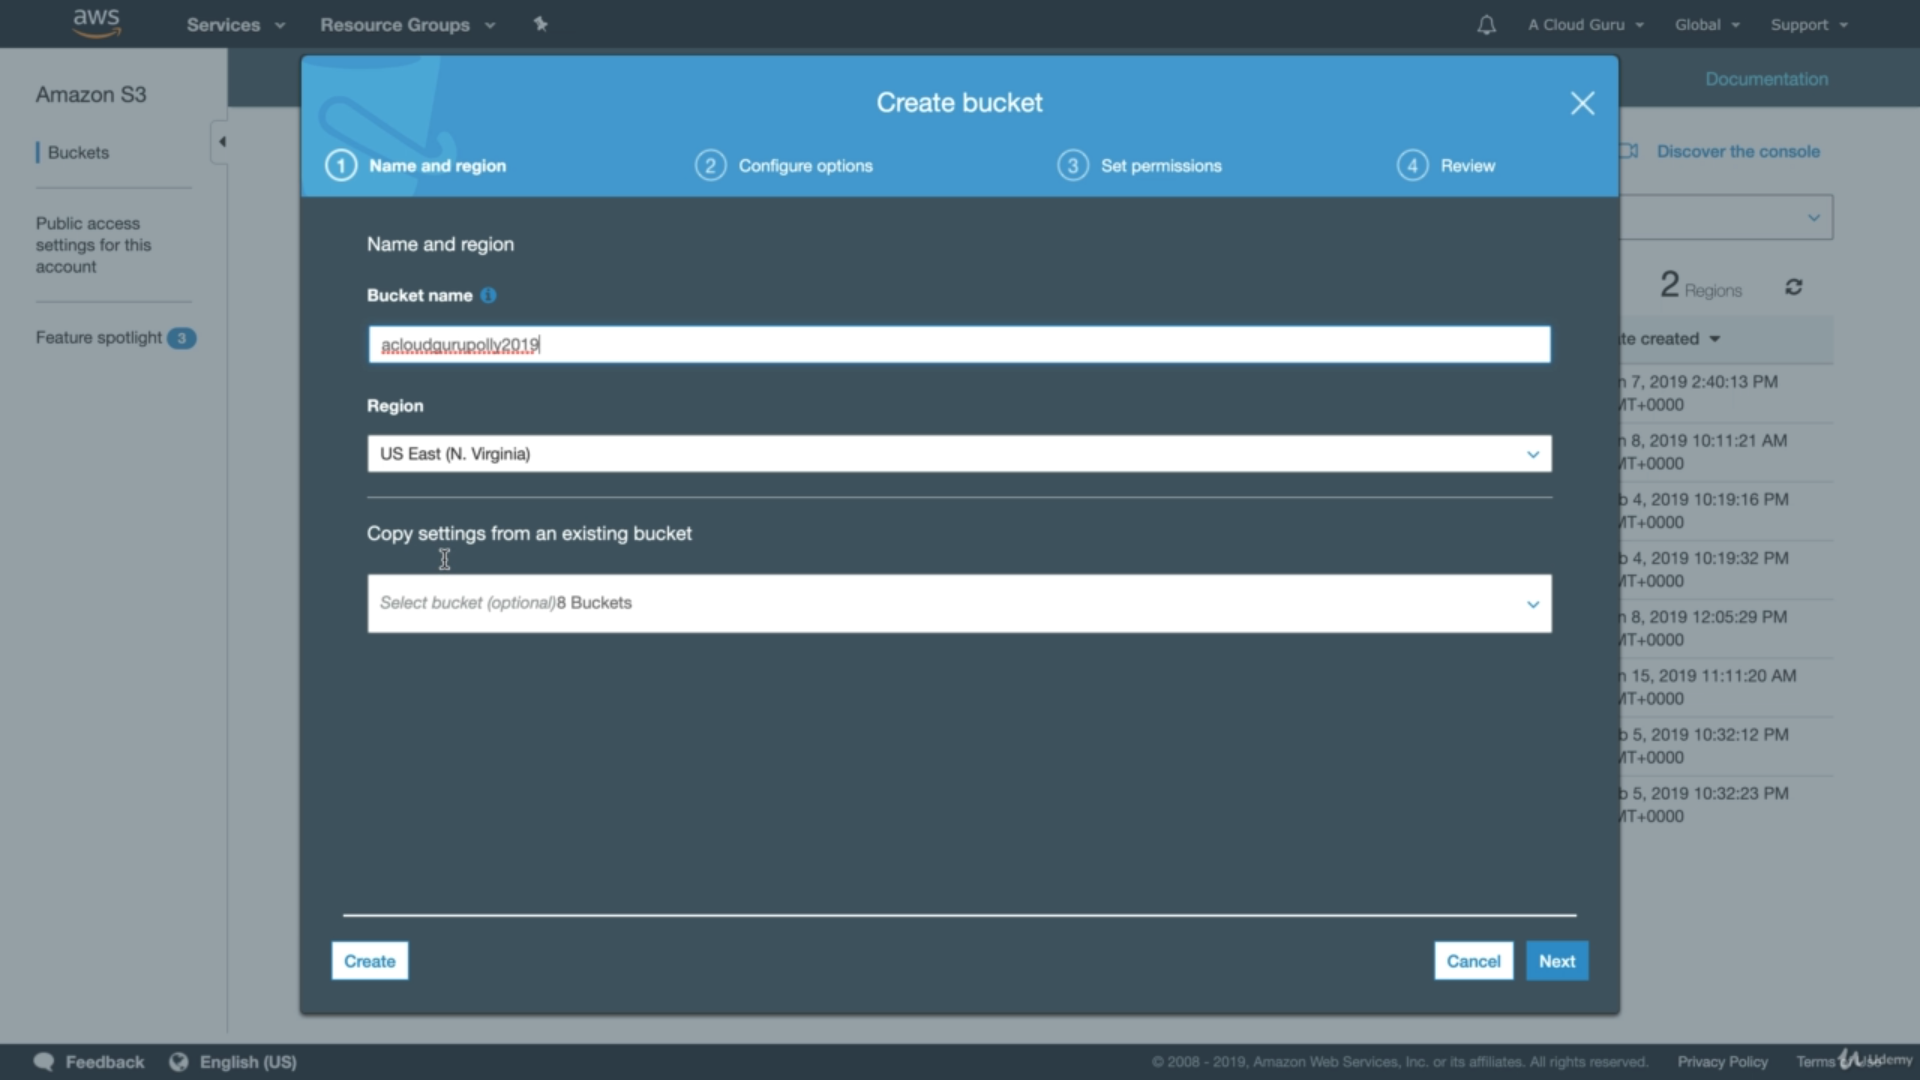 aws
Services
Resource Groups
A Cloud Guru
Global
Support
Amazon S3
Buckets
Public access
settings for this
account
Feature spotlight 3
Documentation
Discover the console
2 Regions
te created
Create bucket
1 Name and region
2 Configure options
3 Set permissions
4 Review
Name and region
Bucket name
acloudgurupolly2019
Region
US East (N. Virginia)
Copy settings from an existing bucket
Select bucket (optional)8 Buckets
Create
Cancel
Next
n 7, 2019 2:40:13 PM
MT+0000
n 8, 2019 10:11:21 AM
MT+0000
b 4, 2019 10:19:16 PM
MT+0000
b 4, 2019 10:19:32 PM
MT+0000
n 8, 2019 12:05:29 PM
MT+0000
n 15, 2019 11:11:20 AM
MT+0000
b 5, 2019 10:32:12 PM
MT+0000
b 5, 2019 10:32:23 PM
MT+0000
Feedback
English (US)
© 2008 - 2019, Amazon Web Services, Inc. or its affiliates. All rights reserved.
Privacy Policy
Terms
Udemy